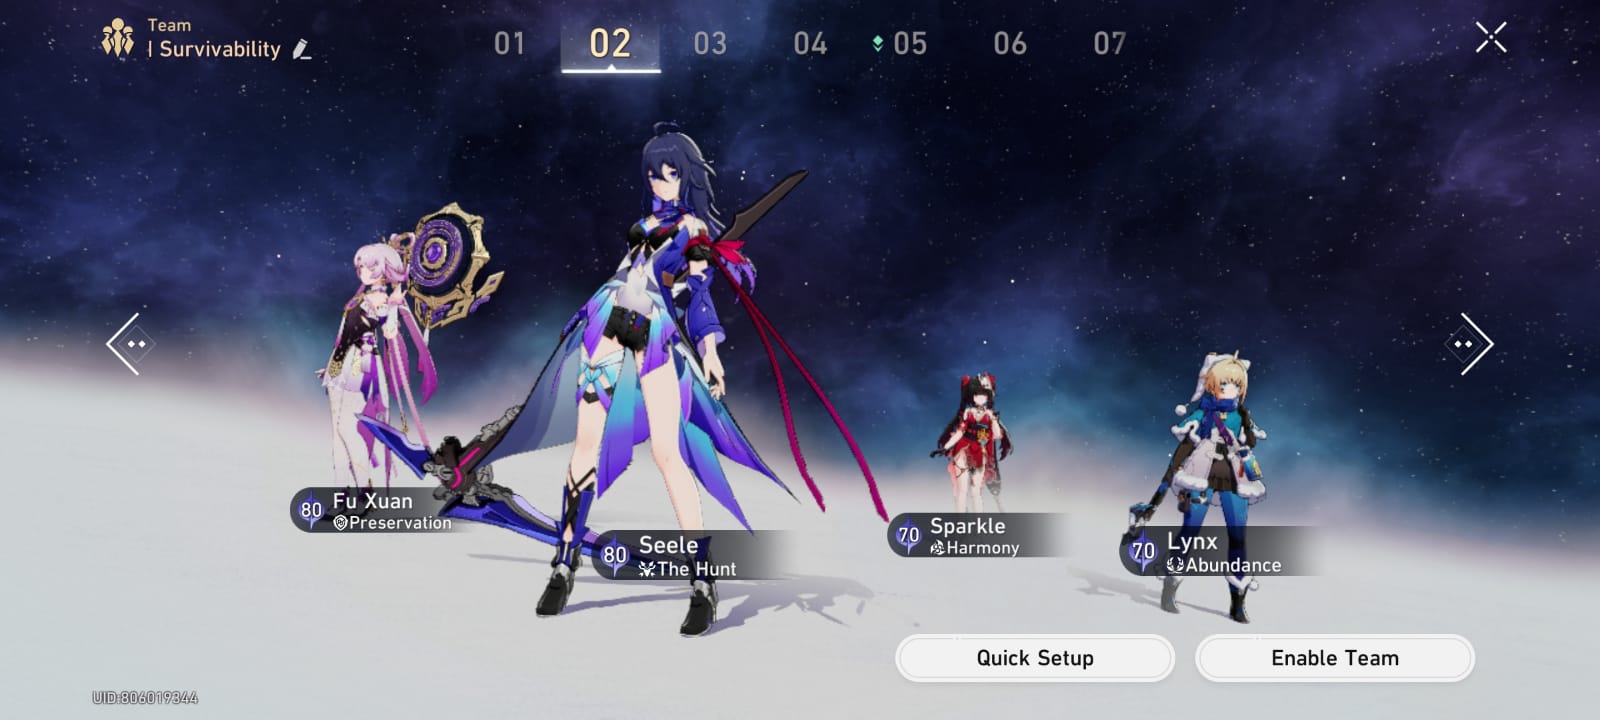 Team
| Survivability
01
02
03
04
05
06
07
80
Fu Xuan
Preservation
80
Seele
The Hunt
70
Sparkle
Harmony
70
Lynx
Abundance
Quick Setup
Enable Team
UID:806019344